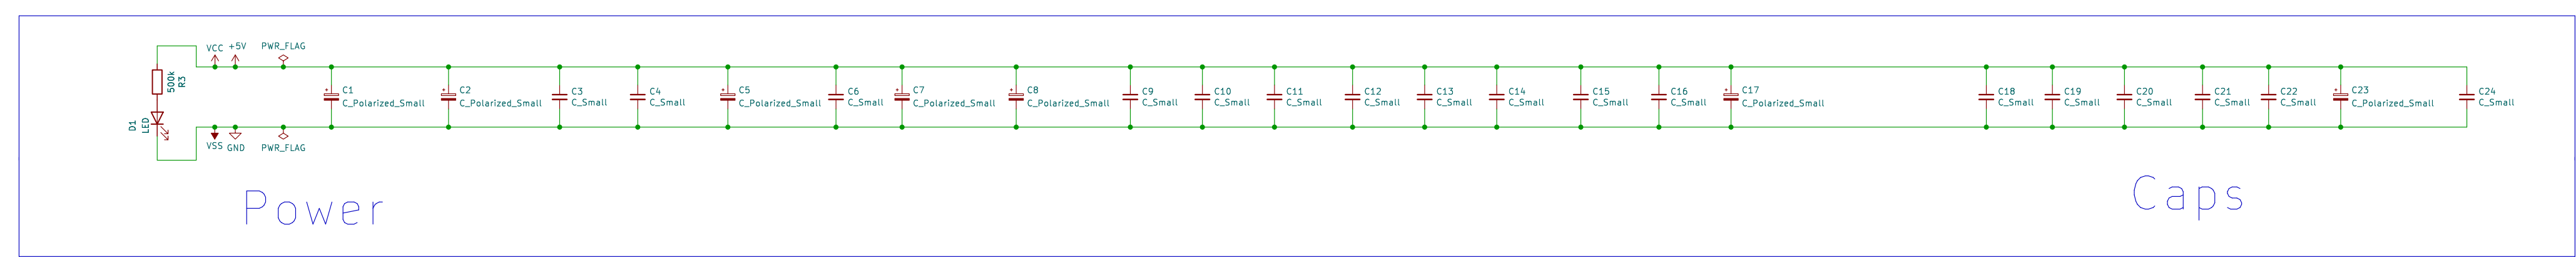 VCC
+5V
PWR_FLAG
500k
R3
D1
LED
VSS
GND
PWR_FLAG
C1
C_Polarized_Small
C2
C_Polarized_Small
C3
C_Small
C4
C_Small
C5
C_Polarized_Small
C6
C_Small
C7
C_Polarized_Small
C8
C_Polarized_Small
C9
C_Small
C10
C_Small
C11
C_Small
C12
C_Small
C13
C_Small
C14
C_Small
C15
C_Small
C16
C_Small
C17
C_Polarized_Small
C18
C_Small
C19
C_Small
C20
C_Small
C21
C_Small
C22
C_Small
C23
C_Polarized_Small
C24
C_Small
Power
Caps